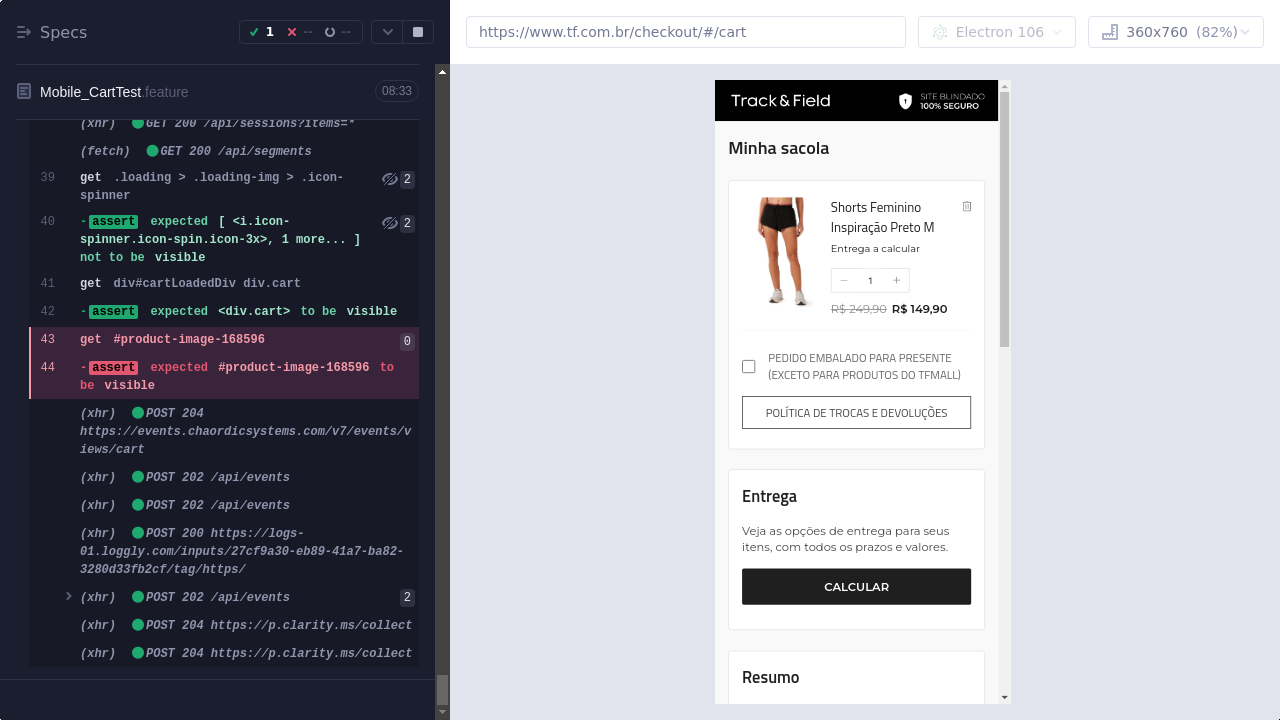 Specs
1
--
--
Mobile_CartTest.feature
08:33
(xhr) GET 200 /api/sessions?items=*
(fetch) GET 200 /api/segments
39 get .loading > .loading-img > .icon-
spinner
2
40 -assert expected [ <i.icon-
spinner.icon-spin.icon-3x>, 1 more... ]
not to be visible
2
41 get div#cartLoadedDiv div.cart
42 -assert expected <div.cart> to be visible
43 get #product-image-168596
0
44 -assert expected #product-image-168596 to
be visible
(xhr) POST 204
https://events.chaordicsystems.com/v7/events/v
iews/cart
(xhr) POST 202 /api/events
(xhr) POST 202 /api/events
(xhr) POST 200 https://logs-
01.loggly.com/inputs/27cf9a30-eb89-41a7-ba82-
3280d33fb2cf/tag/https/
(xhr) POST 202 /api/events
2
(xhr) POST 204 https://p.clarity.ms/collect
(xhr) POST 204 https://p.clarity.ms/collect
https://www.tf.com.br/checkout/#/cart
Electron 106
360x760 (82%)
Track&Field
SITE BLINDADO
100% SEGURO
Minha sacola
Shorts Feminino
Inspiração Preto M
Entrega a calcular
− 1 +
R$ 249,90 R$ 149,90
PEDIDO EMBALADO PARA PRESENTE
(EXCETO PARA PRODUTOS DO TFMALL)
POLÍTICA DE TROCAS E DEVOLUÇÕES
Entrega
Veja as opções de entrega para seus
itens, com todos os prazos e valores.
CALCULAR
Resumo